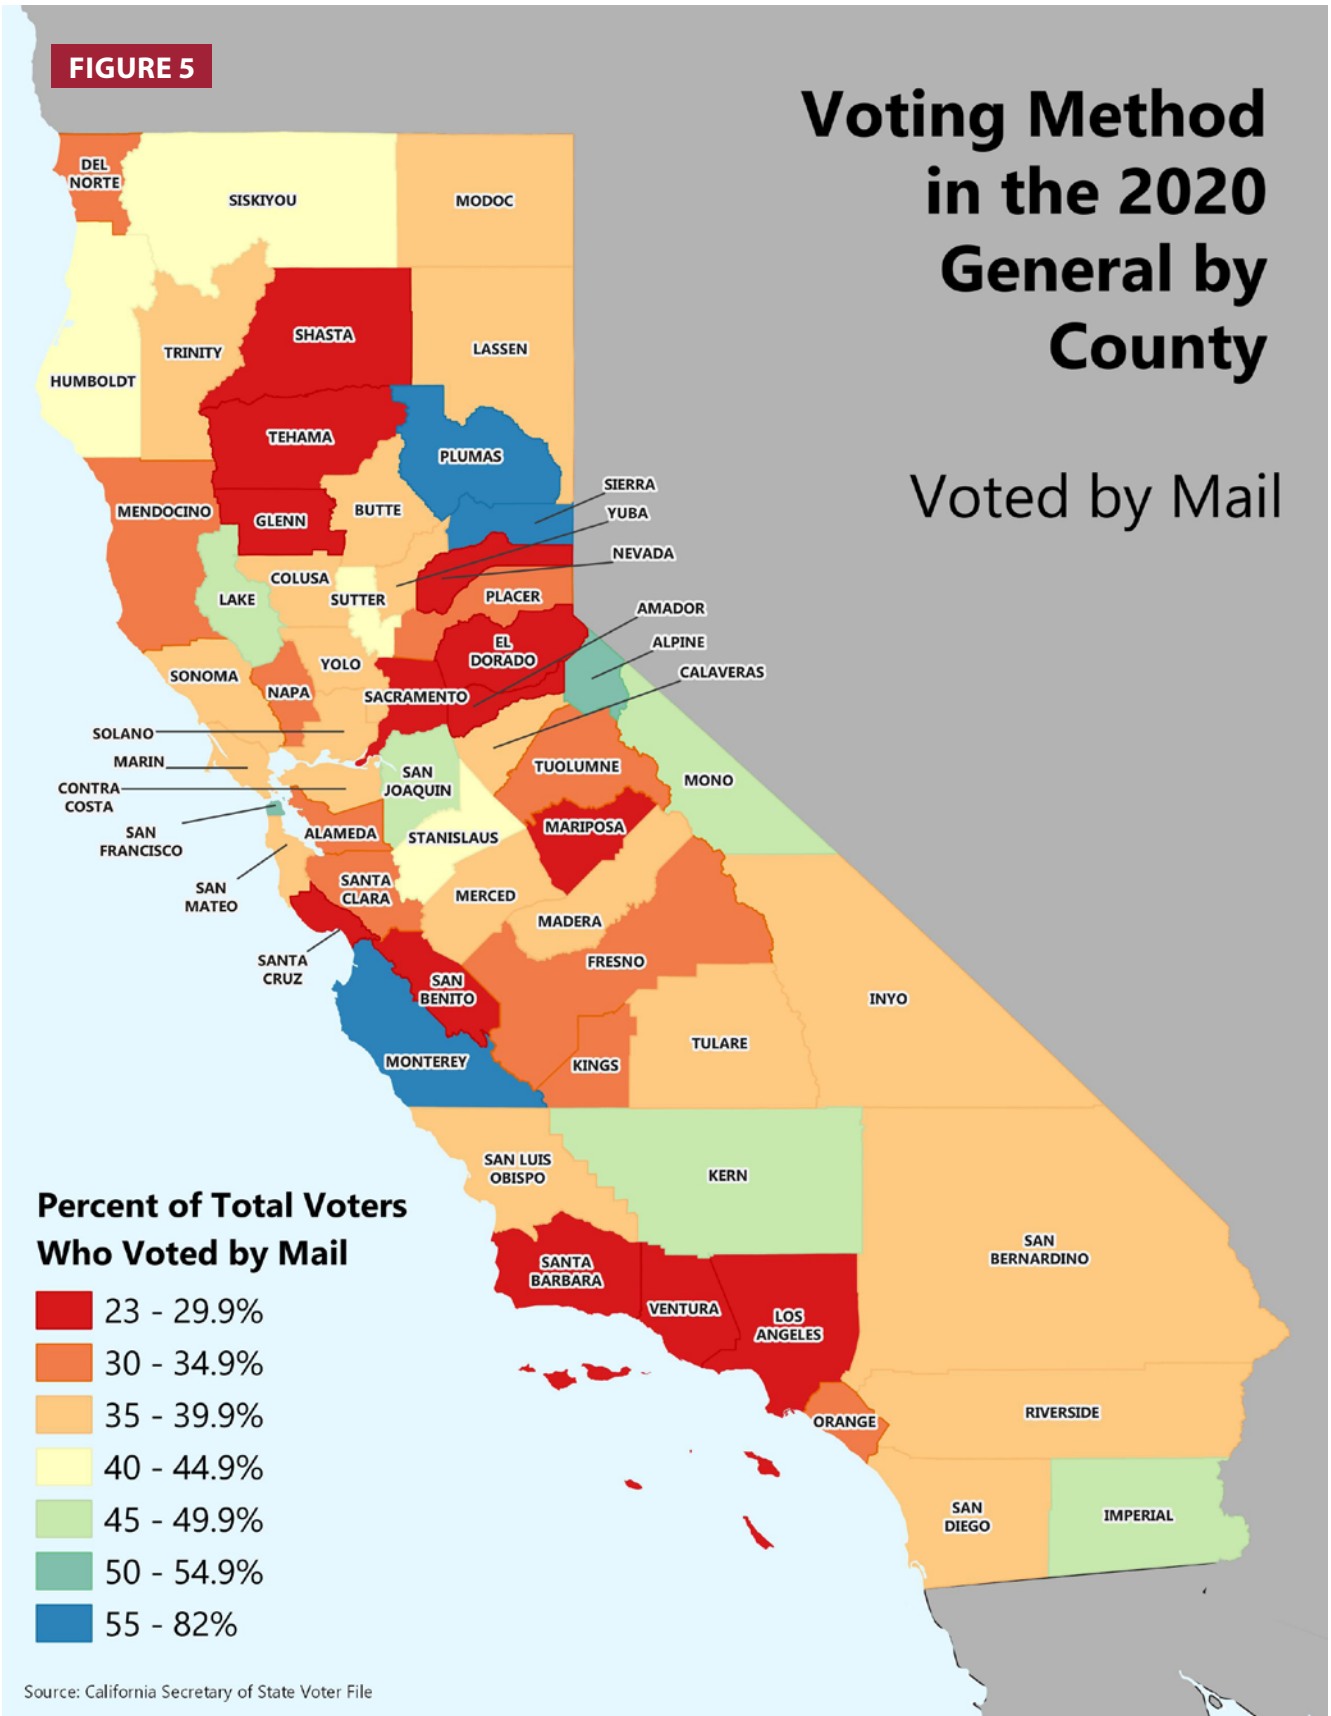 FIGURE 5
Voting Method
in the 2020
General by
County
Voted by Mail
DEL
NORTE
SISKIYOU
MODOC
SHASTA
TRINITY
LASSEN
HUMBOLDT
TEHAMA
PLUMAS
SIERRA
MENDOCINO
GLENN
BUTTE
YUBA
NEVADA
COLUSA
LAKE
SUTTER
PLACER
AMADOR
EL
DORADO
ALPINE
YOLO
CALAVERAS
SONOMA
NAPA
SACRAMENTO
SOLANO
MARIN
CONTRA
COSTA
SAN
JOAQUIN
TUOLUMNE
MONO
SAN
FRANCISCO
ALAMEDA
STANISLAUS
MARIPOSA
SAN
MATEO
SANTA
CLARA
MERCED
MADERA
SANTA
CRUZ
SAN
BENITO
FRESNO
INYO
MONTEREY
KINGS
TULARE
SAN LUIS
OBISPO
KERN
SAN
BERNARDINO
SANTA
BARBARA
VENTURA
LOS
ANGELES
ORANGE
RIVERSIDE
SAN
DIEGO
IMPERIAL
Percent of Total Voters
Who Voted by Mail
23 - 29.9%
30 - 34.9%
35 - 39.9%
40 - 44.9%
45 - 49.9%
50 - 54.9%
55 - 82%
Source: California Secretary of State Voter File